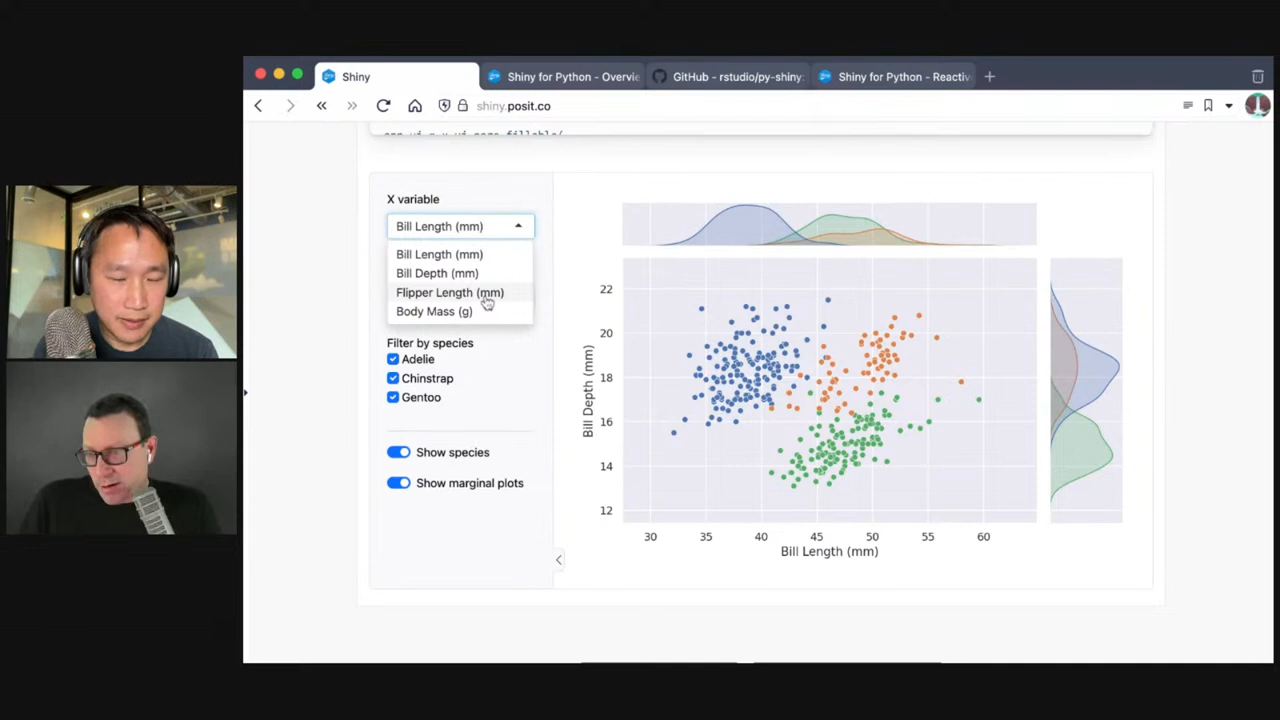 Shiny
Shiny for Python - Overvie
GitHub - rstudio/py-shiny:
Shiny for Python - Reactiv
shiny.posit.co
X variable
Bill Length (mm)
Bill Length (mm)
Bill Depth (mm)
Flipper Length (mm)
Body Mass (g)
Filter by species
Adelie
Chinstrap
Gentoo
Show species
Show marginal plots
Bill Depth (mm)
22
20
18
16
14
12
30 35 40 45 50 55 60
Bill Length (mm)